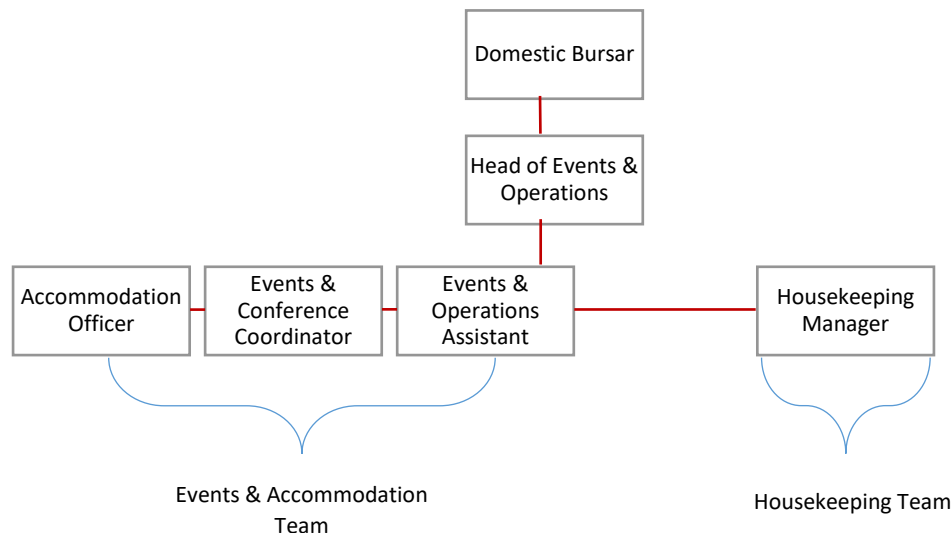 Domestic Bursar
Head of Events &
Operations
Accommodation
Officer
Events &
Conference
Coordinator
Events &
Operations
Assistant
Housekeeping
Manager
Events & Accommodation
Team
Housekeeping Team